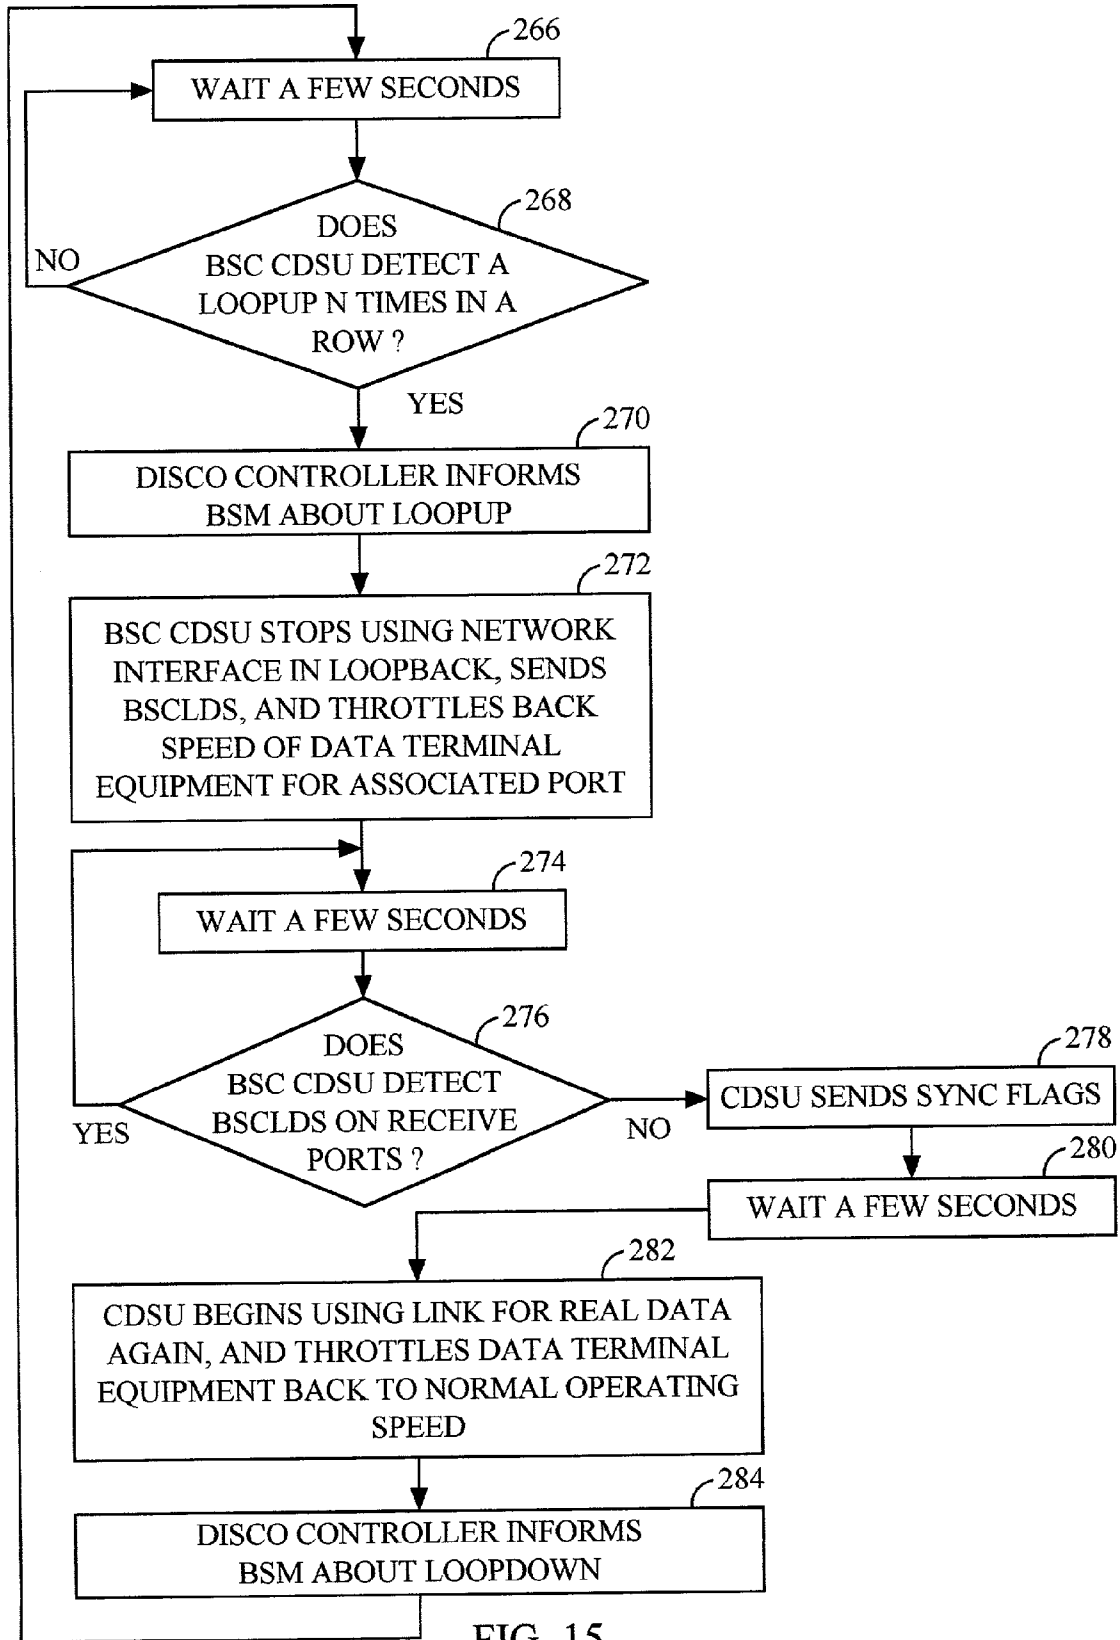 266
WAIT A FEW SECONDS
268
DOES
BSC CDSU DETECT A
LOOPUP N TIMES IN A
ROW ?
NO
YES
270
DISCO CONTROLLER INFORMS
BSM ABOUT LOOPUP
272
BSC CDSU STOPS USING NETWORK
INTERFACE IN LOOPBACK, SENDS
BSCLDS, AND THROTTLES BACK
SPEED OF DATA TERMINAL
EQUIPMENT FOR ASSOCIATED PORT
274
WAIT A FEW SECONDS
276
DOES
BSC CDSU DETECT
BSCLDS ON RECEIVE
PORTS ?
YES
NO
278
CDSU SENDS SYNC FLAGS
280
WAIT A FEW SECONDS
282
CDSU BEGINS USING LINK FOR REAL DATA
AGAIN, AND THROTTLES DATA TERMINAL
EQUIPMENT BACK TO NORMAL OPERATING
SPEED
284
DISCO CONTROLLER INFORMS
BSM ABOUT LOOPDOWN
FIG. 15